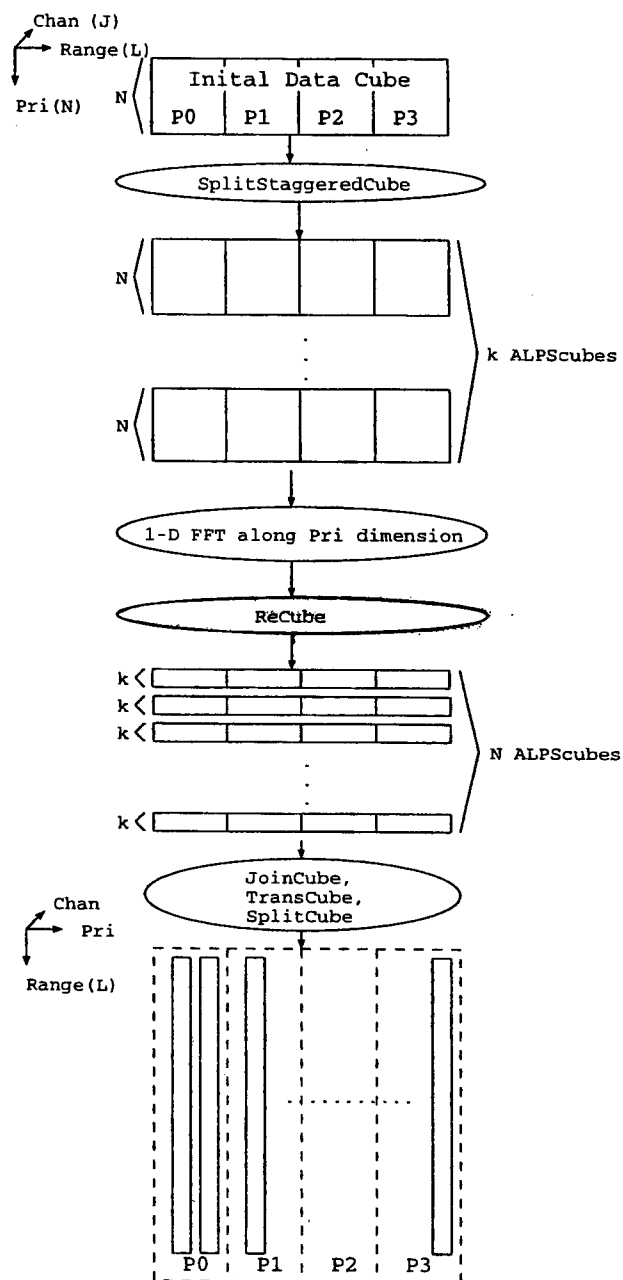 Chan (J)
Range(L)
Pri(N)
N
Inital Data Cube
P0 P1 P2 P3
SplitStaggeredCube
N
k ALPScubes
N
1-D FFT along Pri dimension
ReCube
k
k
k
N ALPScubes
k
JoinCube,
TransCube,
SplitCube
Chan
Pri
Range(L)
P0 P1 P2 P3